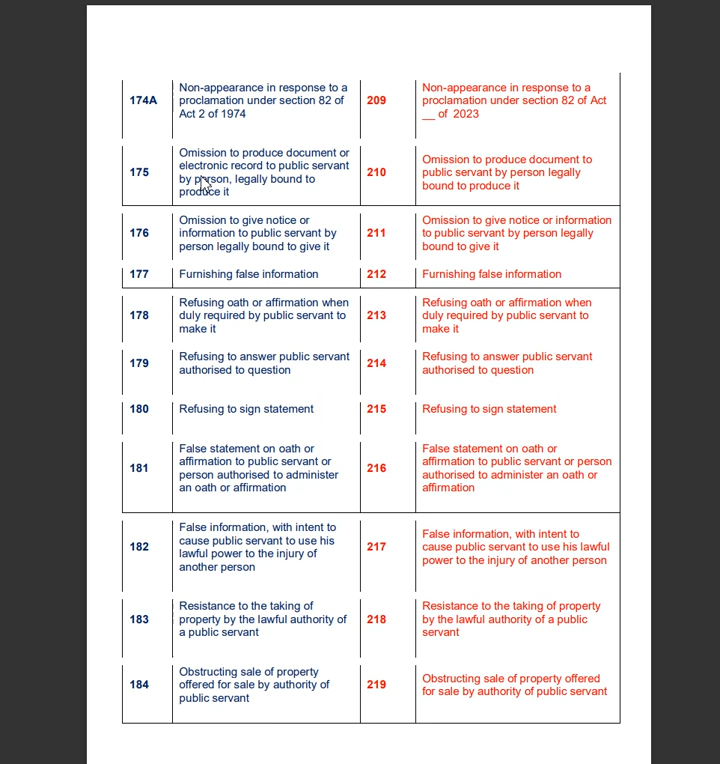 174A
Non-appearance in response to a
proclamation under section 82 of
Act 2 of 1974
209
Non-appearance in response to a
proclamation under section 82 of Act
__ of 2023
175
Omission to produce document or
electronic record to public servant
by person, legally bound to
produce it
210
Omission to produce document to
public servant by person legally
bound to produce it
176
Omission to give notice or
information to public servant by
person legally bound to give it
211
Omission to give notice or information
to public servant by person legally
bound to give it
177
Furnishing false information
212
Furnishing false information
178
Refusing oath or affirmation when
duly required by public servant to
make it
213
Refusing oath or affirmation when
duly required by public servant to
make it
179
Refusing to answer public servant
authorised to question
214
Refusing to answer public servant
authorised to question
180
Refusing to sign statement
215
Refusing to sign statement
181
False statement on oath or
affirmation to public servant or
person authorised to administer
an oath or affirmation
216
False statement on oath or
affirmation to public servant or person
authorised to administer an oath or
affirmation
182
False information, with intent to
cause public servant to use his
lawful power to the injury of
another person
217
False information, with intent to
cause public servant to use his lawful
power to the injury of another person
183
Resistance to the taking of
property by the lawful authority of
a public servant
218
Resistance to the taking of property
by the lawful authority of a public
servant
184
Obstructing sale of property
offered for sale by authority of
public servant
219
Obstructing sale of property offered
for sale by authority of public servant